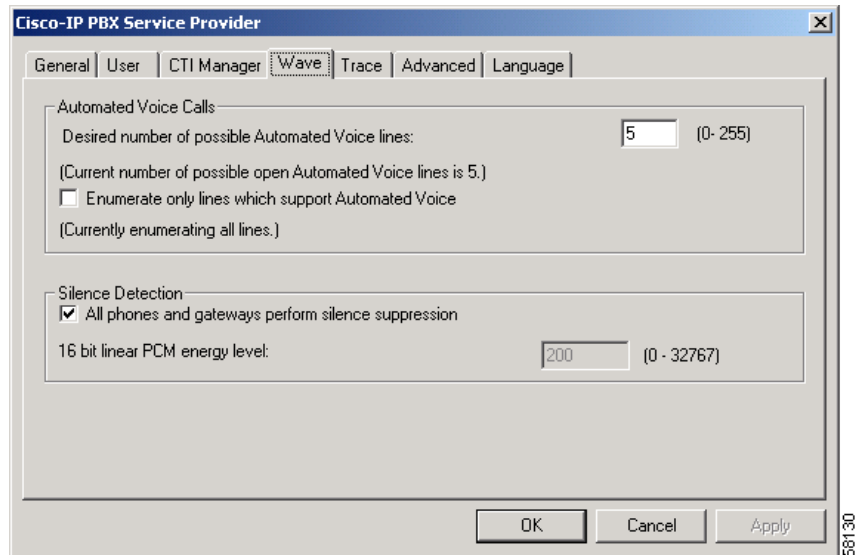 Cisco-IP PBX Service Provider
General User CTI Manager Wave Trace Advanced Language
Automated Voice Calls
Desired number of possible Automated Voice lines: 5 (0- 255)
(Current number of possible open Automated Voice lines is 5.)
Enumerate only lines which support Automated Voice
(Currently enumerating all lines.)
Silence Detection
All phones and gateways perform silence suppression
16 bit linear PCM energy level: 200 (0 - 32767)
OK Cancel Apply
58130